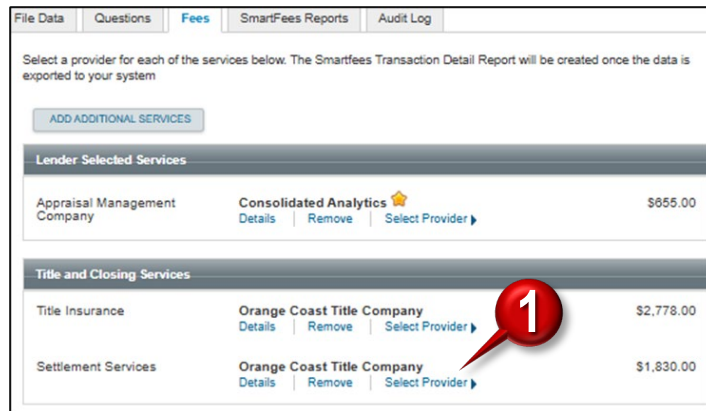 File Data Questions Fees SmartFees Reports Audit Log
Select a provider for each of the services below. The Smartfees Transaction Detail Report will be created once the data is
exported to your system
ADD ADDITIONAL SERVICES
Lender Selected Services
Appraisal Management
Company
Consolidated Analytics
Details Remove Select Provider
$655.00
Title and Closing Services
Title Insurance
Orange Coast Title Company
Details Remove Select Provider
$2,778.00
1
Settlement Services
Orange Coast Title Company
Details Remove Select Provider
$1,830.00